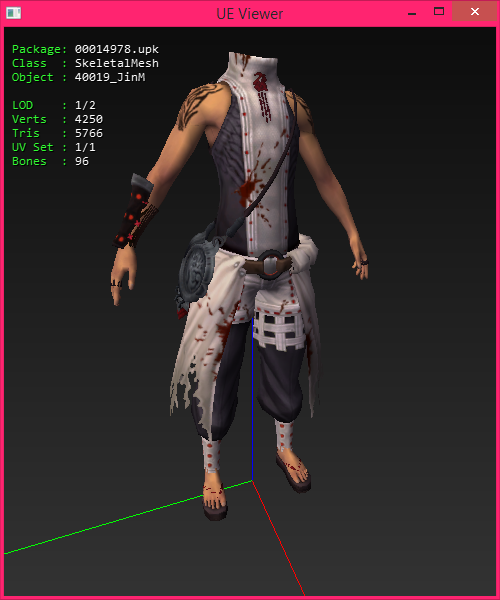 UE Viewer
Package: 00014978.upk
Class  : SkeletalMesh
Object : 40019_JinM
LOD    : 1/2
Verts  : 4250
Tris   : 5766
UV Set : 1/1
Bones  : 96